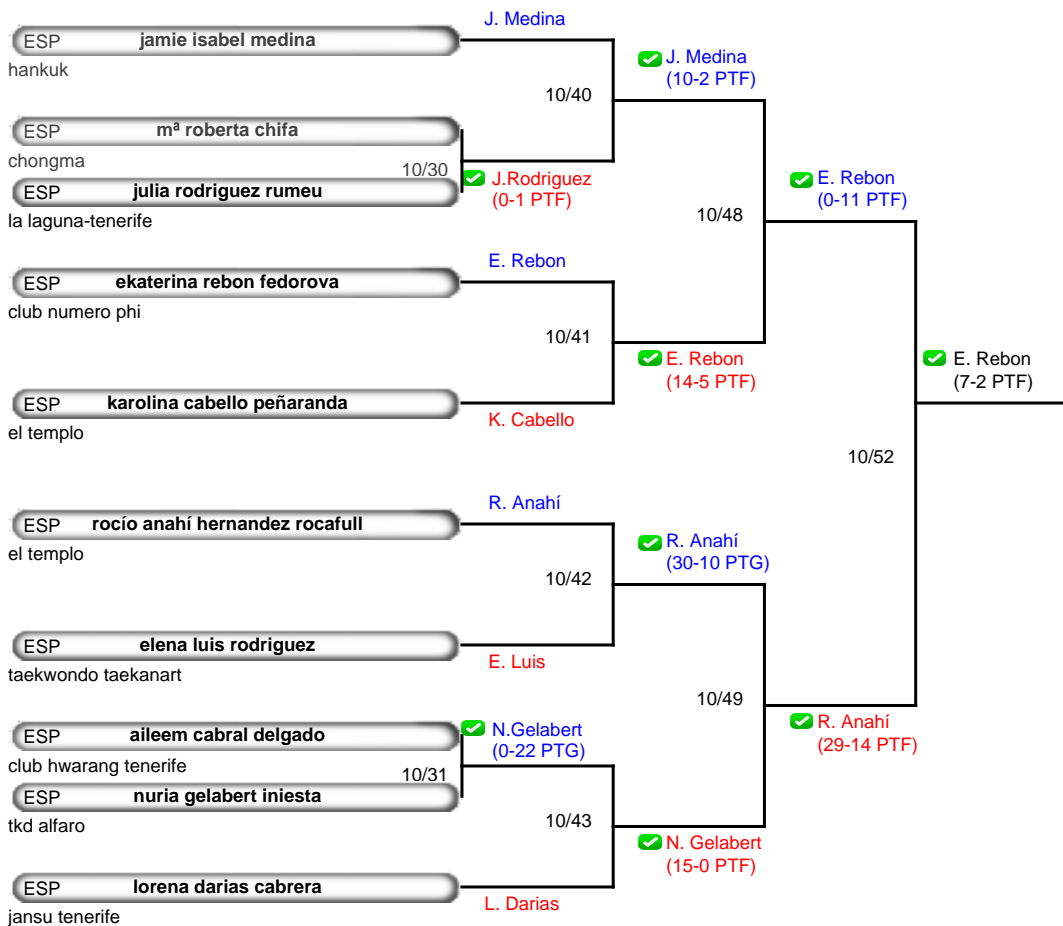 J. Medina
ESP jamie isabel medina
hankuk
J. Medina
(10-2 PTF)
10/40
ESP mª roberta chifa
chongma
10/30
J.Rodriguez
(0-1 PTF)
ESP julia rodriguez rumeu
la laguna-tenerife
E. Rebon
(0-11 PTF)
10/48
E. Rebon
ESP ekaterina rebon fedorova
club numero phi
10/41
E. Rebon
(14-5 PTF)
E. Rebon
(7-2 PTF)
ESP karolina cabello peñaranda
el templo
K. Cabello
10/52
R. Anahí
ESP rocío anahí hernandez rocafull
el templo
R. Anahí
(30-10 PTG)
10/42
ESP elena luis rodriguez
taekwondo taekanart
E. Luis
10/49
R. Anahí
(29-14 PTF)
ESP aileem cabral delgado
club hwarang tenerife
N.Gelabert
(0-22 PTG)
10/31
ESP nuria gelabert iniesta
tkd alfaro
10/43
N. Gelabert
(15-0 PTF)
ESP lorena darias cabrera
jansu tenerife
L. Darias